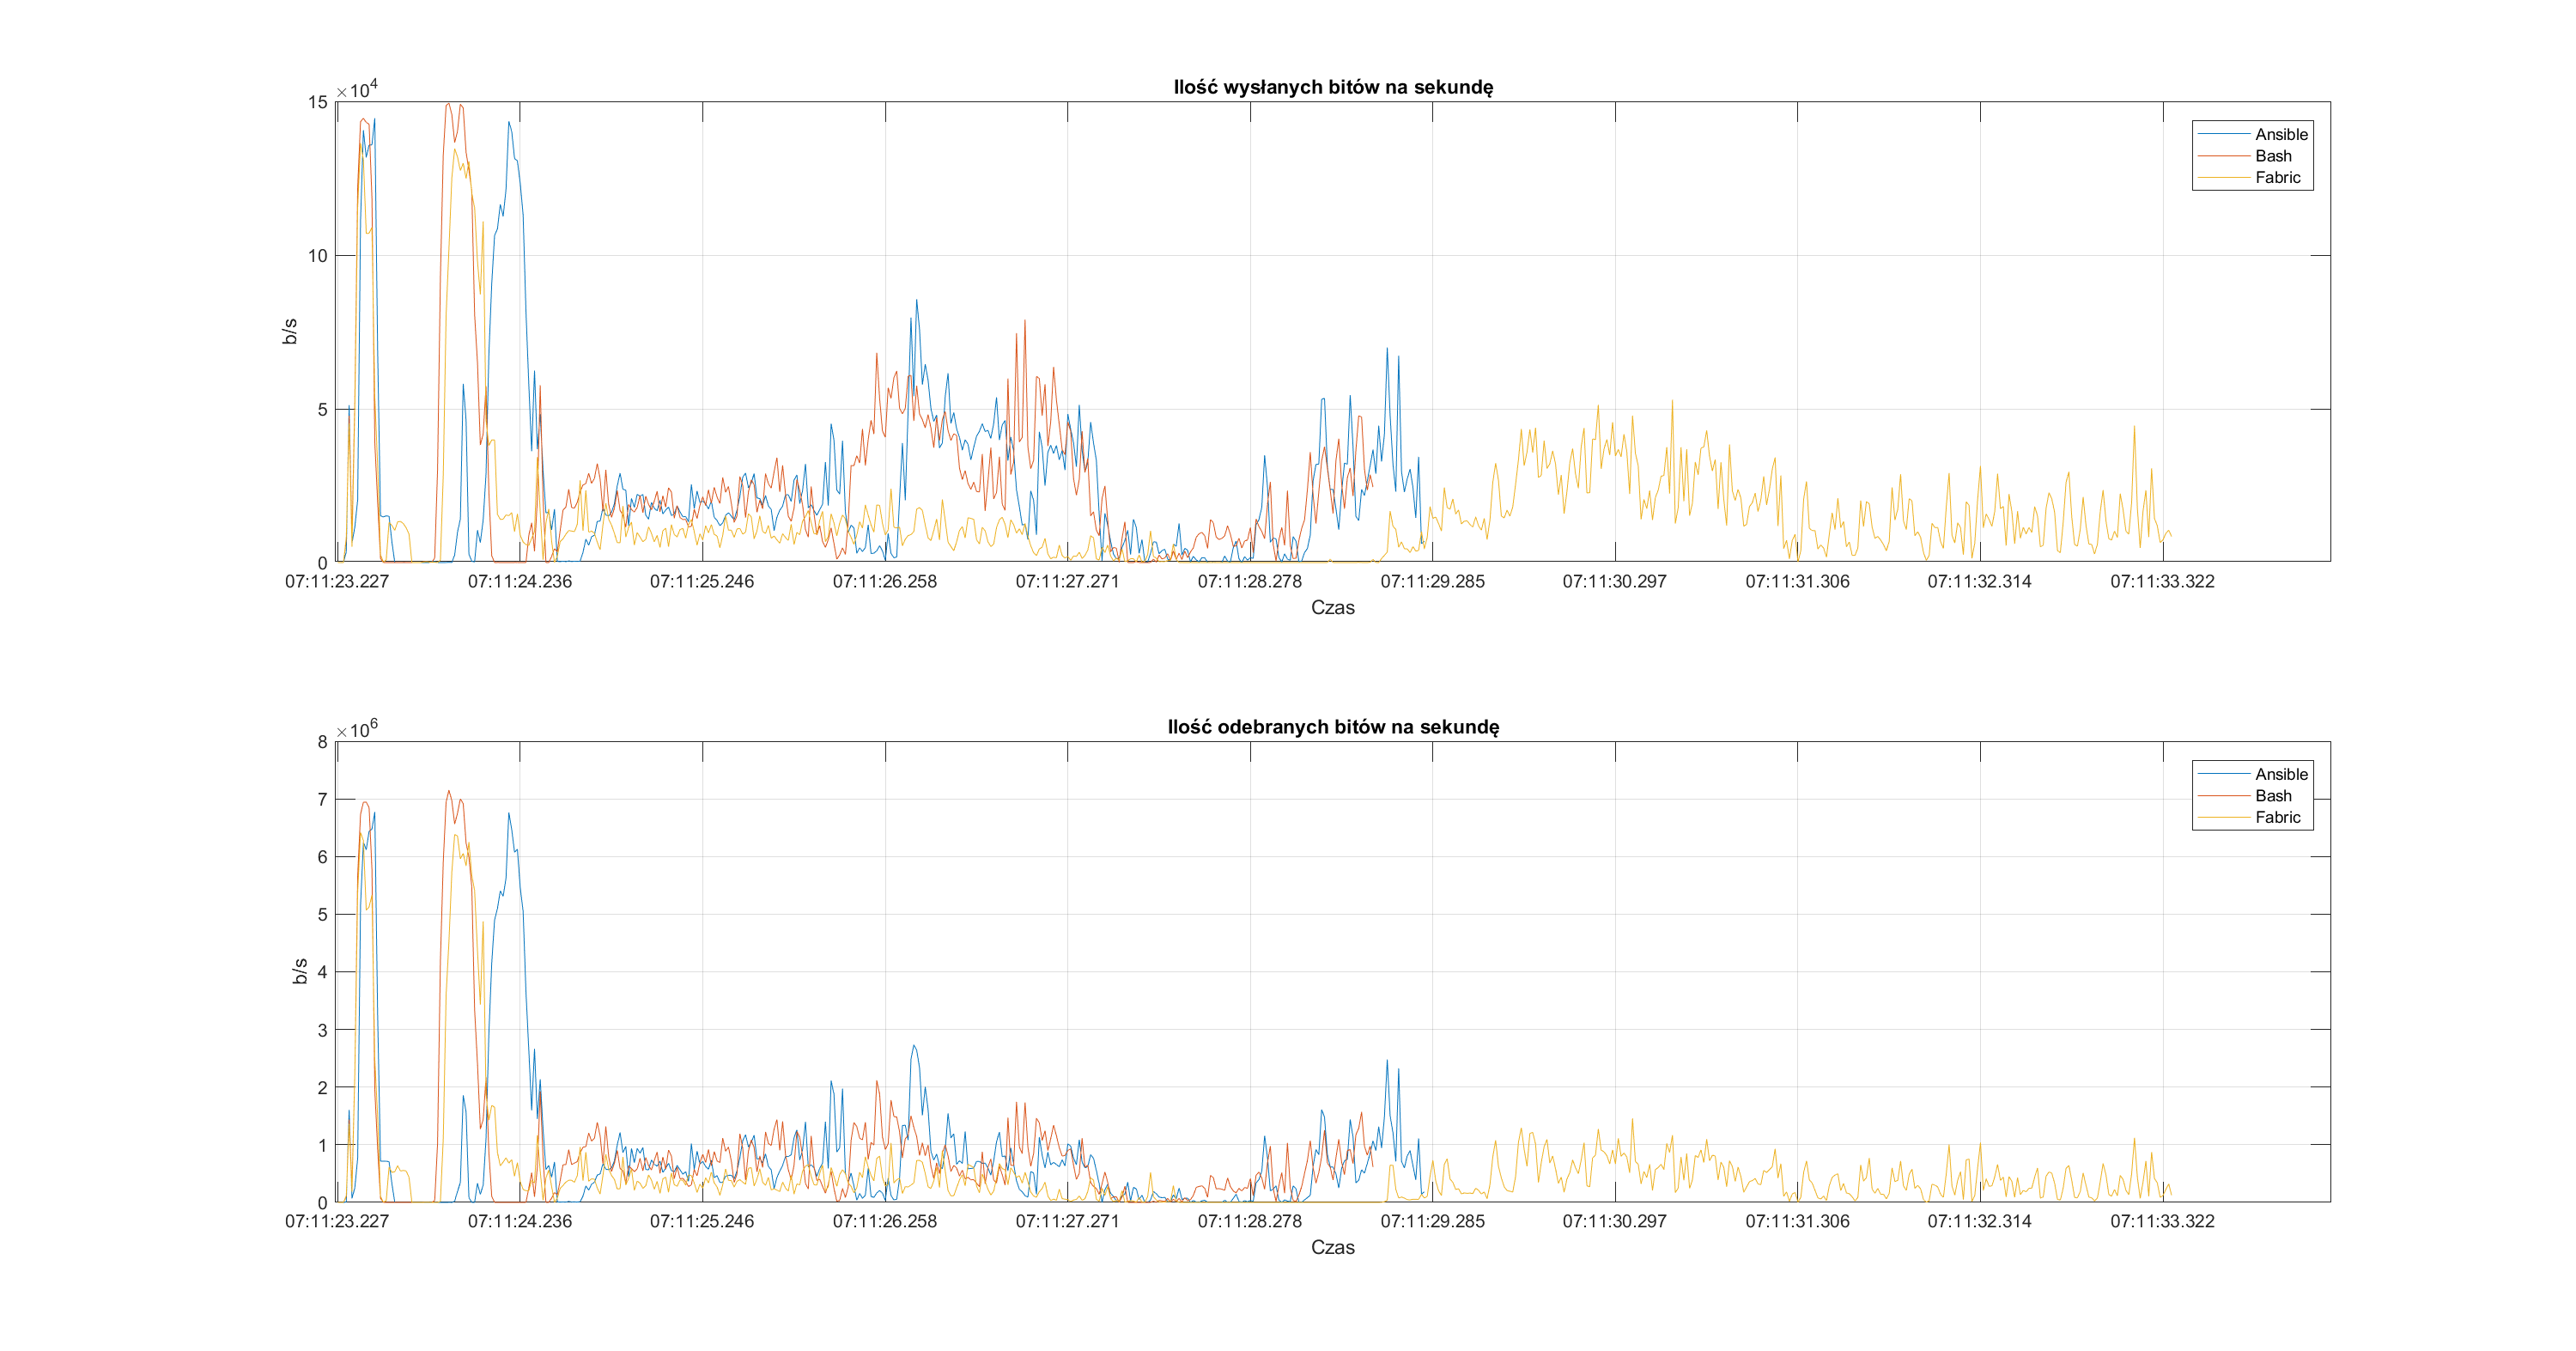 Ilość wysłanych bitów na sekundę
×10^4
15
10
5
0
b/s
Ansible
Bash
Fabric
07:11:23.227 07:11:24.236 07:11:25.246 07:11:26.258 07:11:27.271 07:11:28.278 07:11:29.285 07:11:30.297 07:11:31.306 07:11:32.314 07:11:33.322
Czas
Ilość odebranych bitów na sekundę
×10^6
8
7
6
5
4
3
2
1
0
b/s
Ansible
Bash
Fabric
07:11:23.227 07:11:24.236 07:11:25.246 07:11:26.258 07:11:27.271 07:11:28.278 07:11:29.285 07:11:30.297 07:11:31.306 07:11:32.314 07:11:33.322
Czas